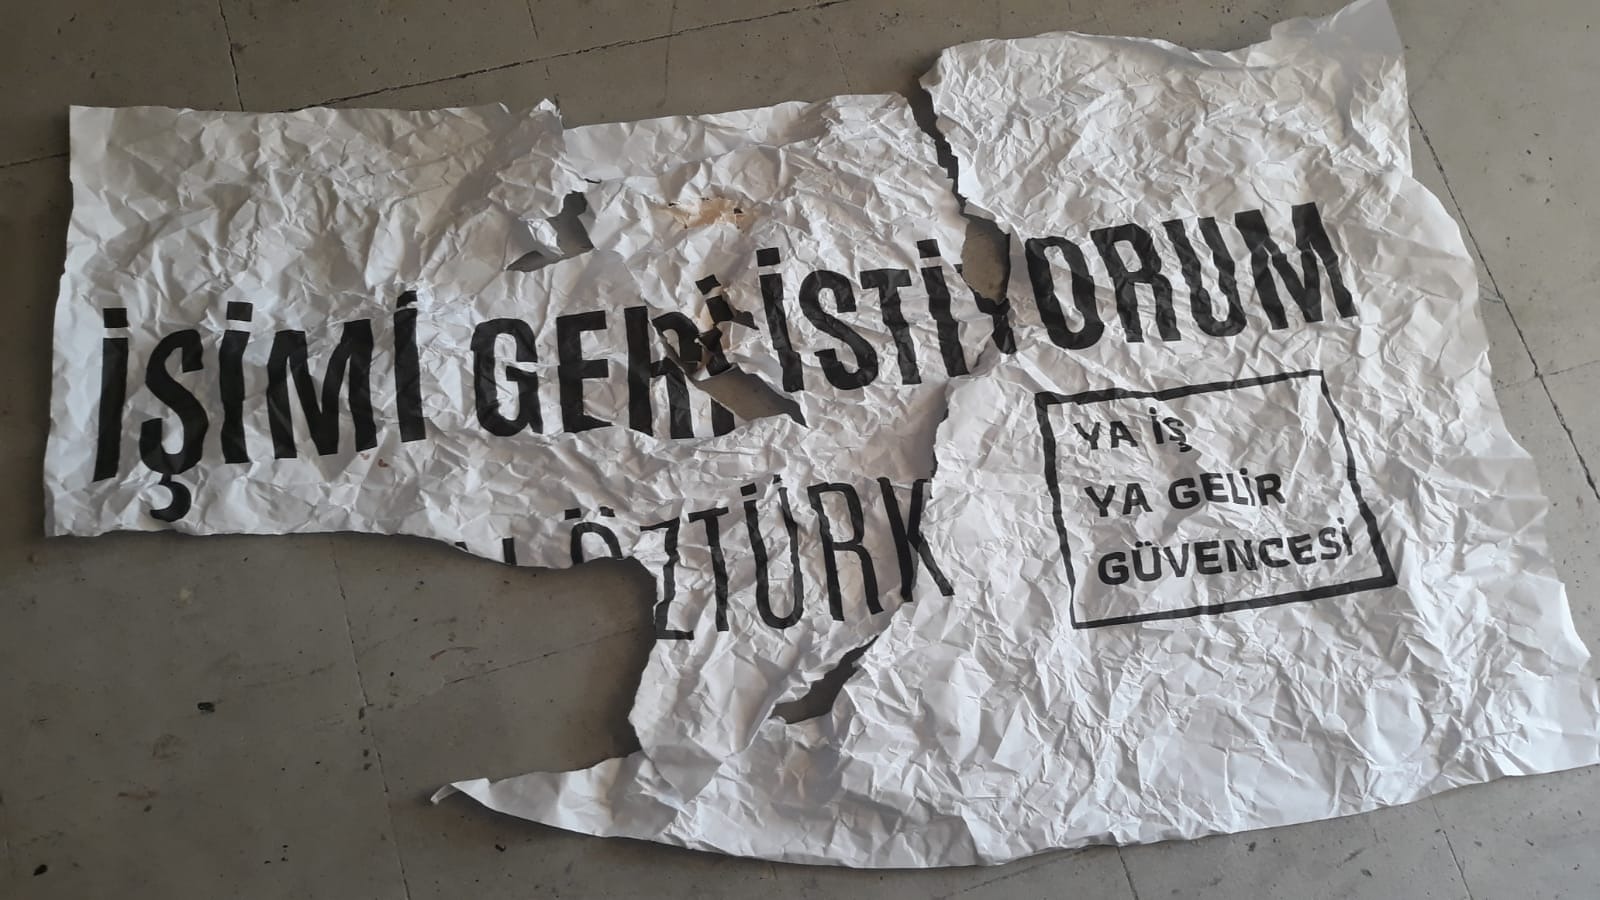 İŞİMİ GERİ İSTİYORUM
ÖZTÜRK
YA İŞ
YA GELİR
GÜVENCESİ